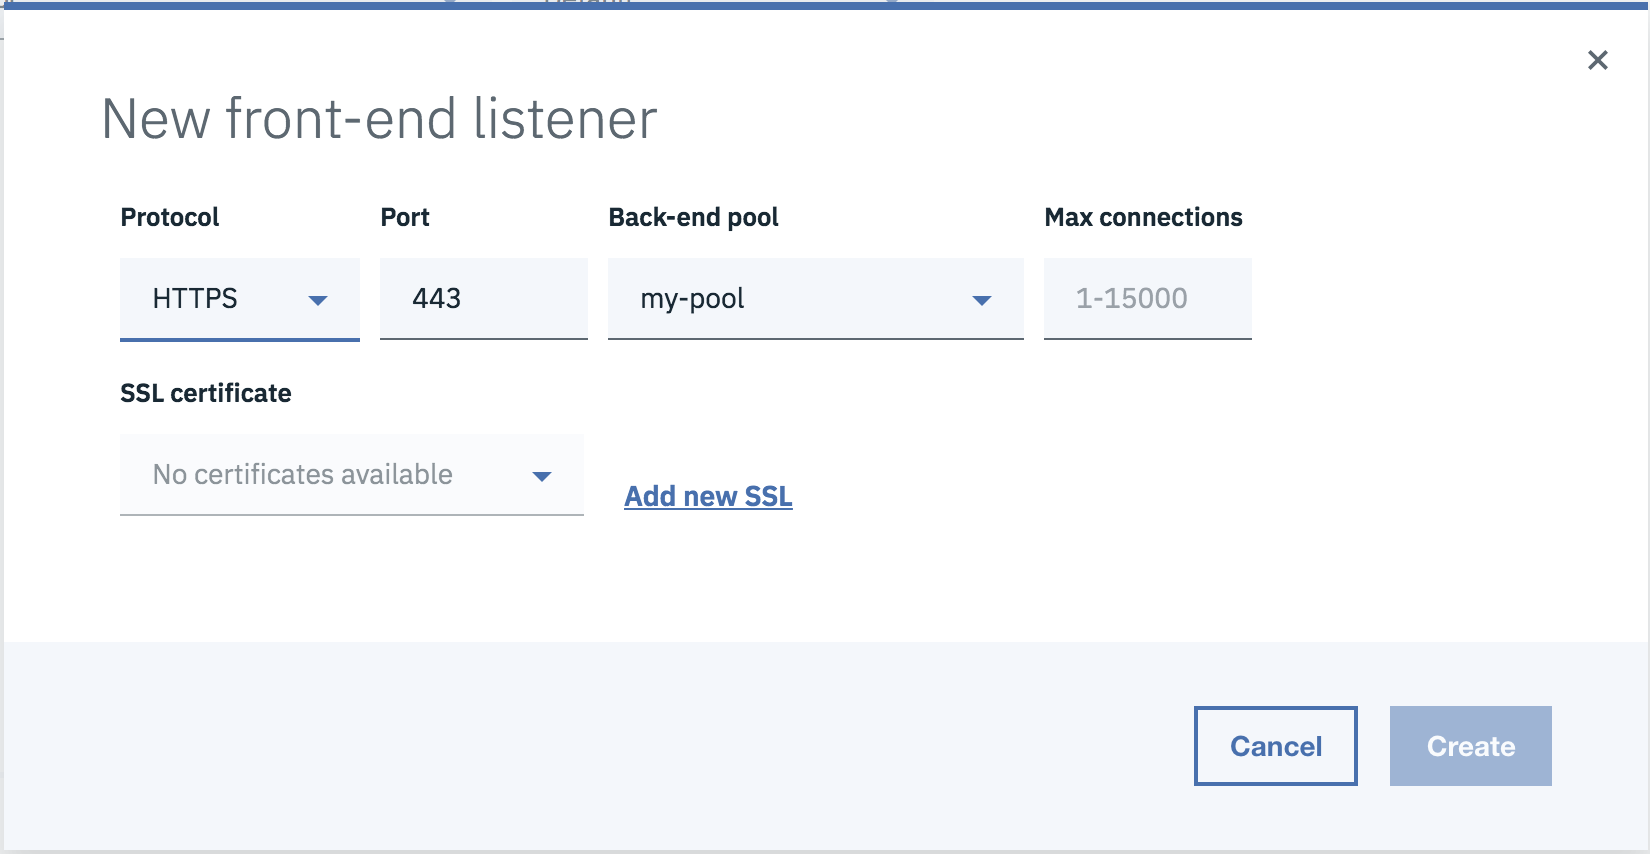 New front-end listener
Protocol
Port
Back-end pool
Max connections
HTTPS
443
my-pool
1-15000
SSL certificate
No certificates available
Add new SSL
Cancel
Create